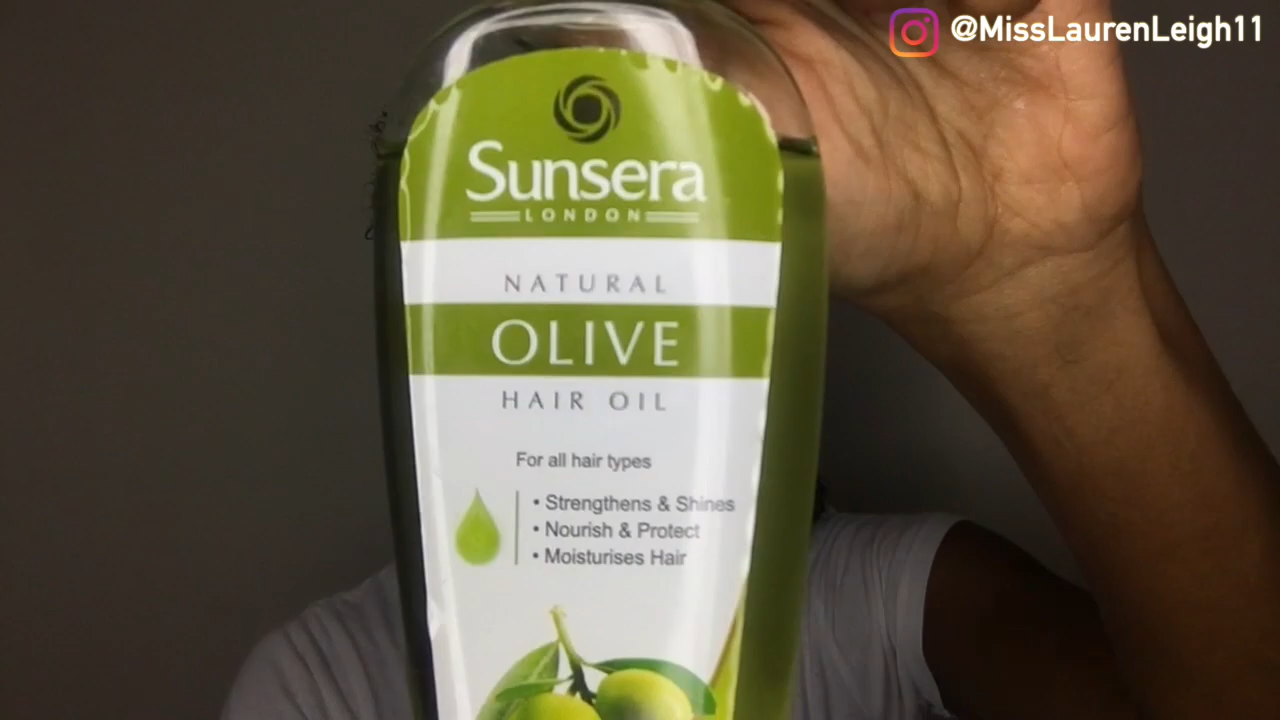 @MissLaurenLeigh11
Sunsera
LONDON
NATURAL
OLIVE
HAIR OIL
For all hair types
• Strengthens & Shines
• Nourish & Protect
• Moisturises Hair